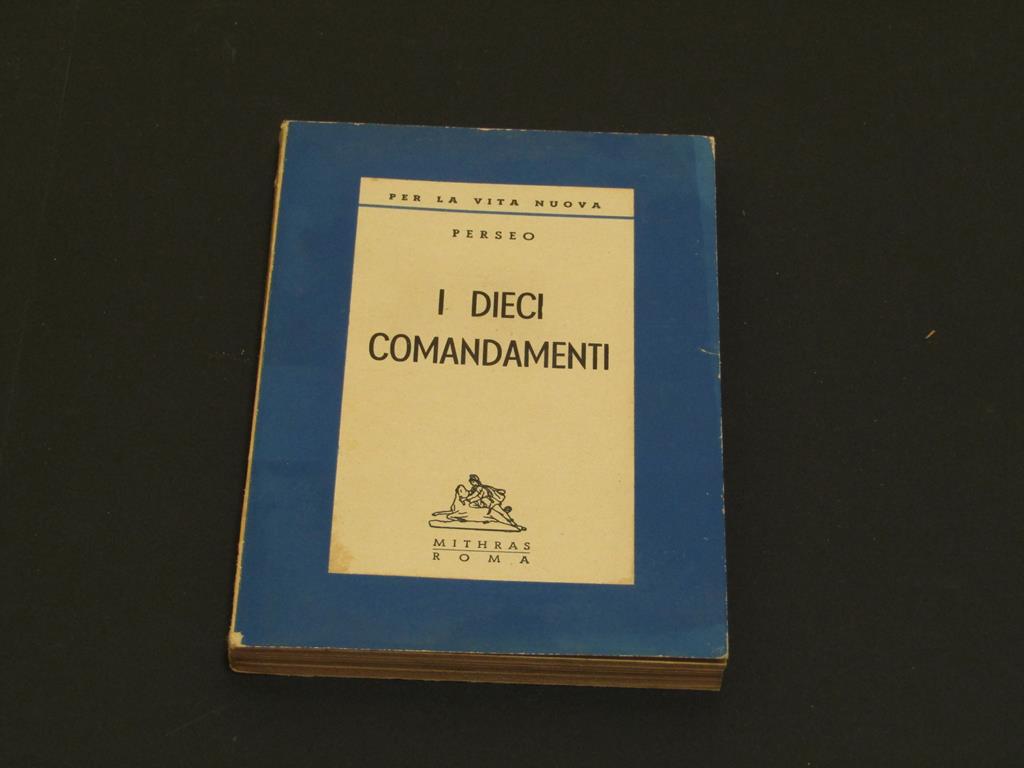 PER LA VITA NUOVA
PERSEO
I DIECI
COMANDAMENTI
MITHRAS
ROMA